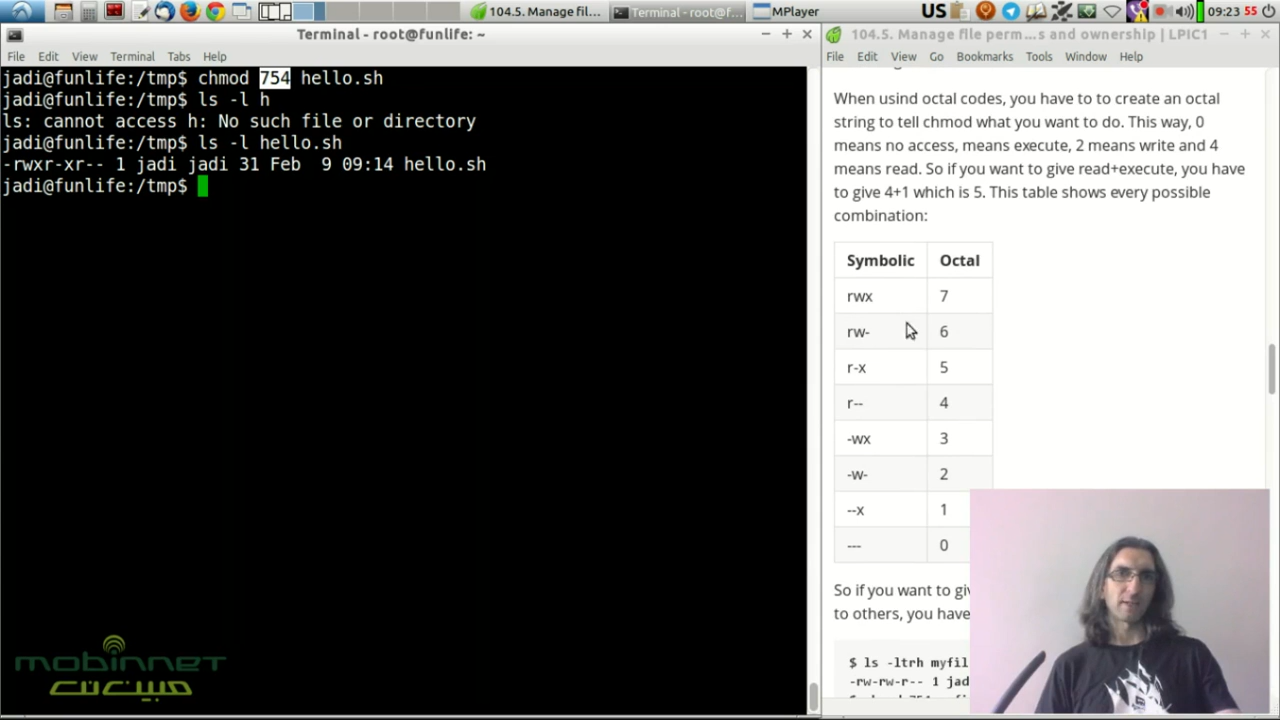 104.5. Manage fil...
Terminal - root@f...
MPlayer
US
09:23
55
Terminal - root@funlife: ~
File Edit View Terminal Tabs Help
jadi@funlife:/tmp$ chmod 754 hello.sh
jadi@funlife:/tmp$ ls -l h
ls: cannot access h: No such file or directory
jadi@funlife:/tmp$ ls -l hello.sh
-rwxr-xr-- 1 jadi jadi 31 Feb  9 09:14 hello.sh
jadi@funlife:/tmp$
mobinnet
مبین نت
104.5. Manage file perm...s and ownership | LPIC1
File Edit View Go Bookmarks Tools Window Help
When usind octal codes, you have to to create an octal
string to tell chmod what you want to do. This way, 0
means no access, means execute, 2 means write and 4
means read. So if you want to give read+execute, you have
to give 4+1 which is 5. This table shows every possible
combination:
Symbolic Octal
rwx 7
rw- 6
r-x 5
r-- 4
-wx 3
-w- 2
--x 1
--- 0
So if you want to giv
to others, you have
$ ls -ltrh myfil
-rw-rw-r-- 1 jad